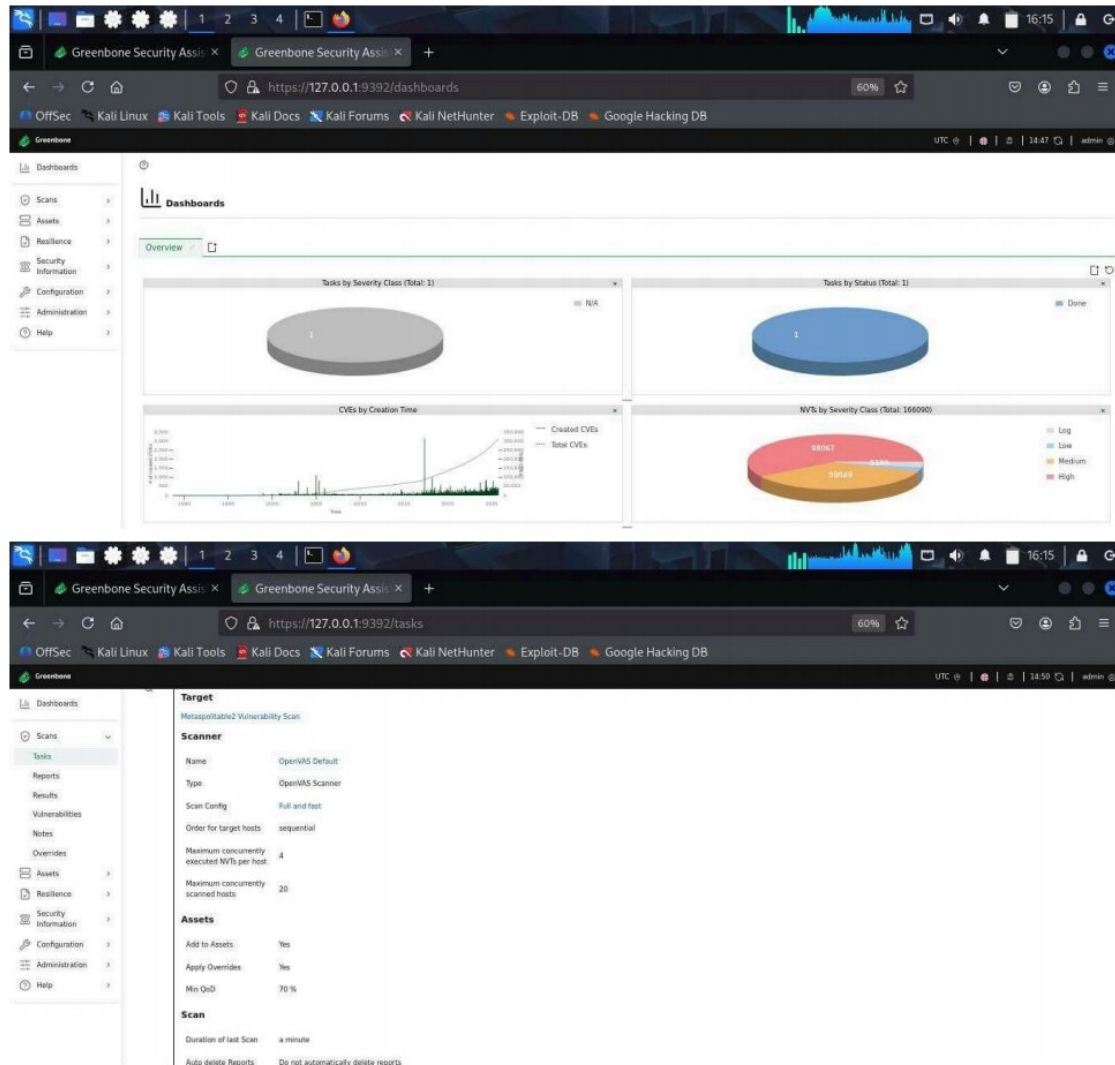 1 2 3 4 16:15
Greenbone Security Assis × Greenbone Security Assis × +
https://127.0.0.1:9392/dashboards 60%
OffSec Kali Linux Kali Tools Kali Docs Kali Forums Kali NetHunter Exploit-DB Google Hacking DB
Greenbone UTC 14:47 admin
Dashboards
Scans
Assets
Resilience
Security Information
Configuration
Administration
Help
Dashboards
Overview
Tasks by Severity Class (Total: 1)
N/A
1
Tasks by Status (Total: 1)
Done
1
CVEs by Creation Time
Created CVEs
Total CVEs
Time
NVTs by Severity Class (Total: 166090)
98067
Log
Low
Medium
High
1 2 3 4 16:15
Greenbone Security Assis × Greenbone Security Assis × +
https://127.0.0.1:9392/tasks 60%
OffSec Kali Linux Kali Tools Kali Docs Kali Forums Kali NetHunter Exploit-DB Google Hacking DB
Greenbone UTC 14:50 admin
Dashboards
Scans
Tasks
Reports
Results
Vulnerabilities
Notes
Overrides
Assets
Resilience
Security Information
Configuration
Administration
Help
Target
Metaspolitable2 Vulnerability Scan
Scanner
Name OpenVAS Default
Type OpenVAS Scanner
Scan Config Full and fast
Order for target hosts sequential
Maximum concurrently
executed NVTs per host 4
Maximum concurrently
scanned hosts 20
Assets
Add to Assets Yes
Apply Overrides Yes
Min QoD 70 %
Scan
Duration of last Scan a minute
Auto delete Reports Do not automatically delete reports